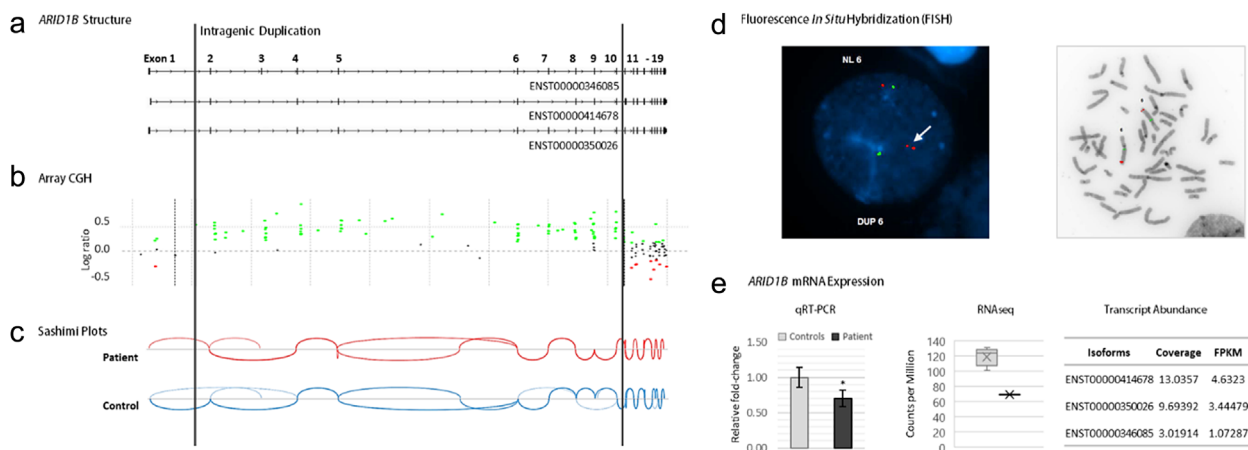 a ARID1B Structure
Intragenic Duplication
Exon 1 2 3 4 5 6 7 8 9 10 11 -19
ENST00000346085
ENST00000414678
ENST00000350026
b Array CGH
Log ratio
0.5
0.0
-0.5
c Sashimi Plots
Patient
Control
d Fluorescence In Situ Hybridization (FISH)
NL 6
DUP 6
e ARID1B mRNA Expression
qRT-PCR
Controls Patient
Relative fold-change
1.50
1.00
0.50
0.00
*
RNAseq
Counts per Million
140
120
100
80
60
40
20
0
Transcript Abundance
Isoforms Coverage FPKM
ENST00000414678 13.0357 4.6323
ENST00000350026 9.69392 3.44479
ENST00000346085 3.01914 1.07287